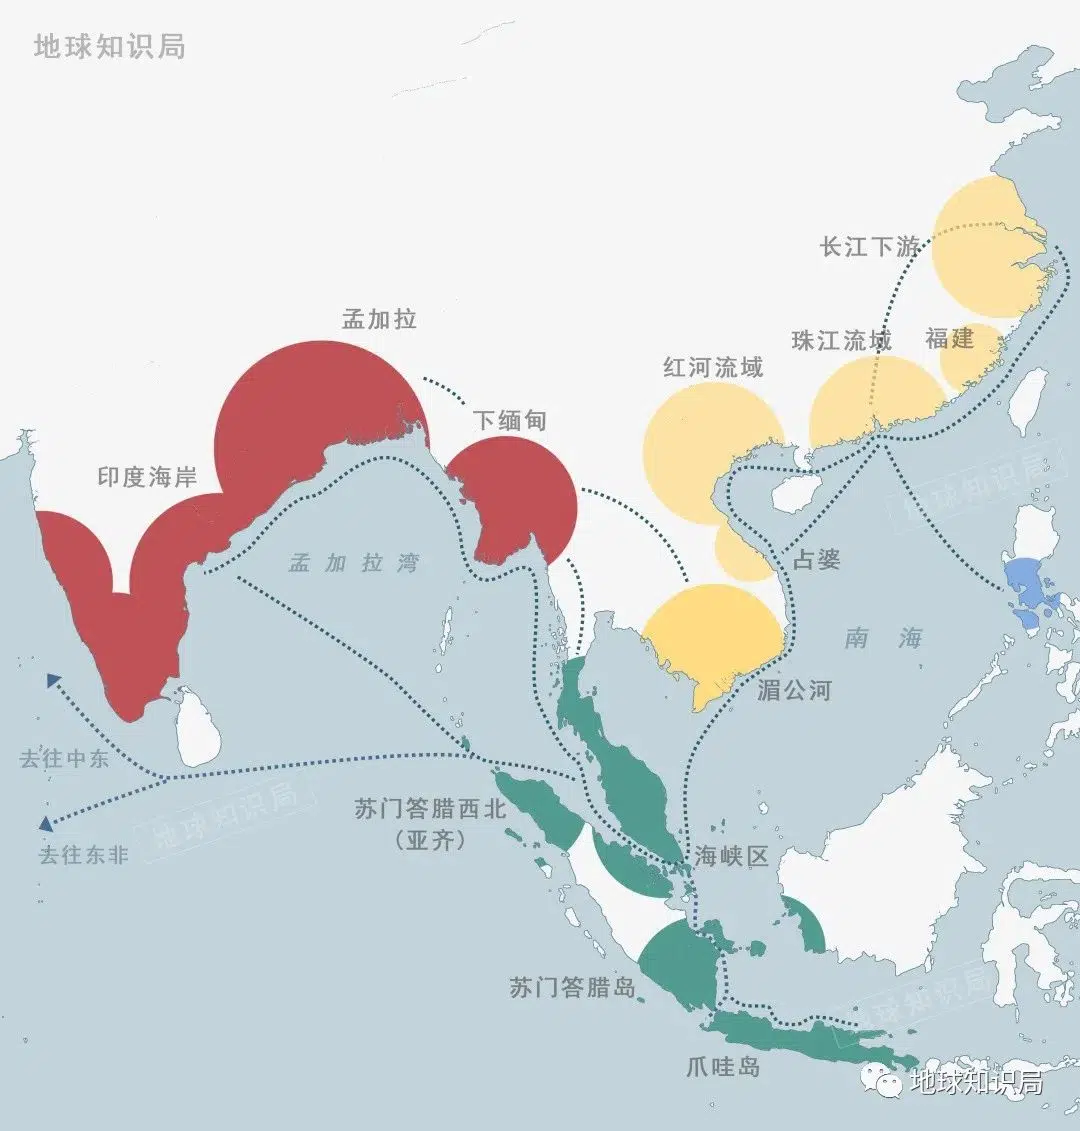 地球知识局
长江下游
孟加拉
珠江流域
福建
红河流域
下缅甸
印度海岸
地球知识局
孟加拉湾
占婆
南海
湄公河
去往中东
地球知识局
苏门答腊西北
(亚齐)
去往东非
海峡区
苏门答腊岛
地球知识局
爪哇岛
地球知识局